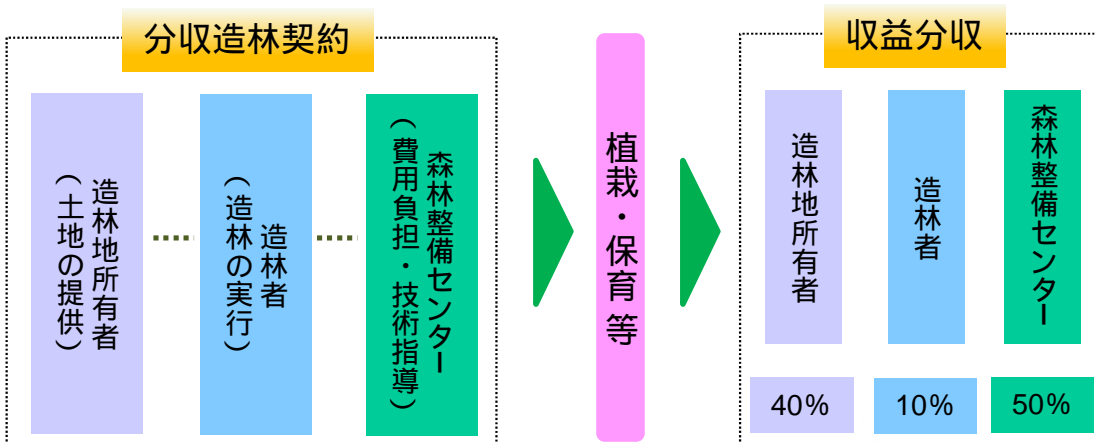 分収造林契約
造林地所有者
(土地の提供)
造林者
(造林の実行)
森林整備センター
(費用負担・技術指導)
植栽・保育等
収益分収
造林地所有者
造林者
森林整備センター
40%
10%
50%